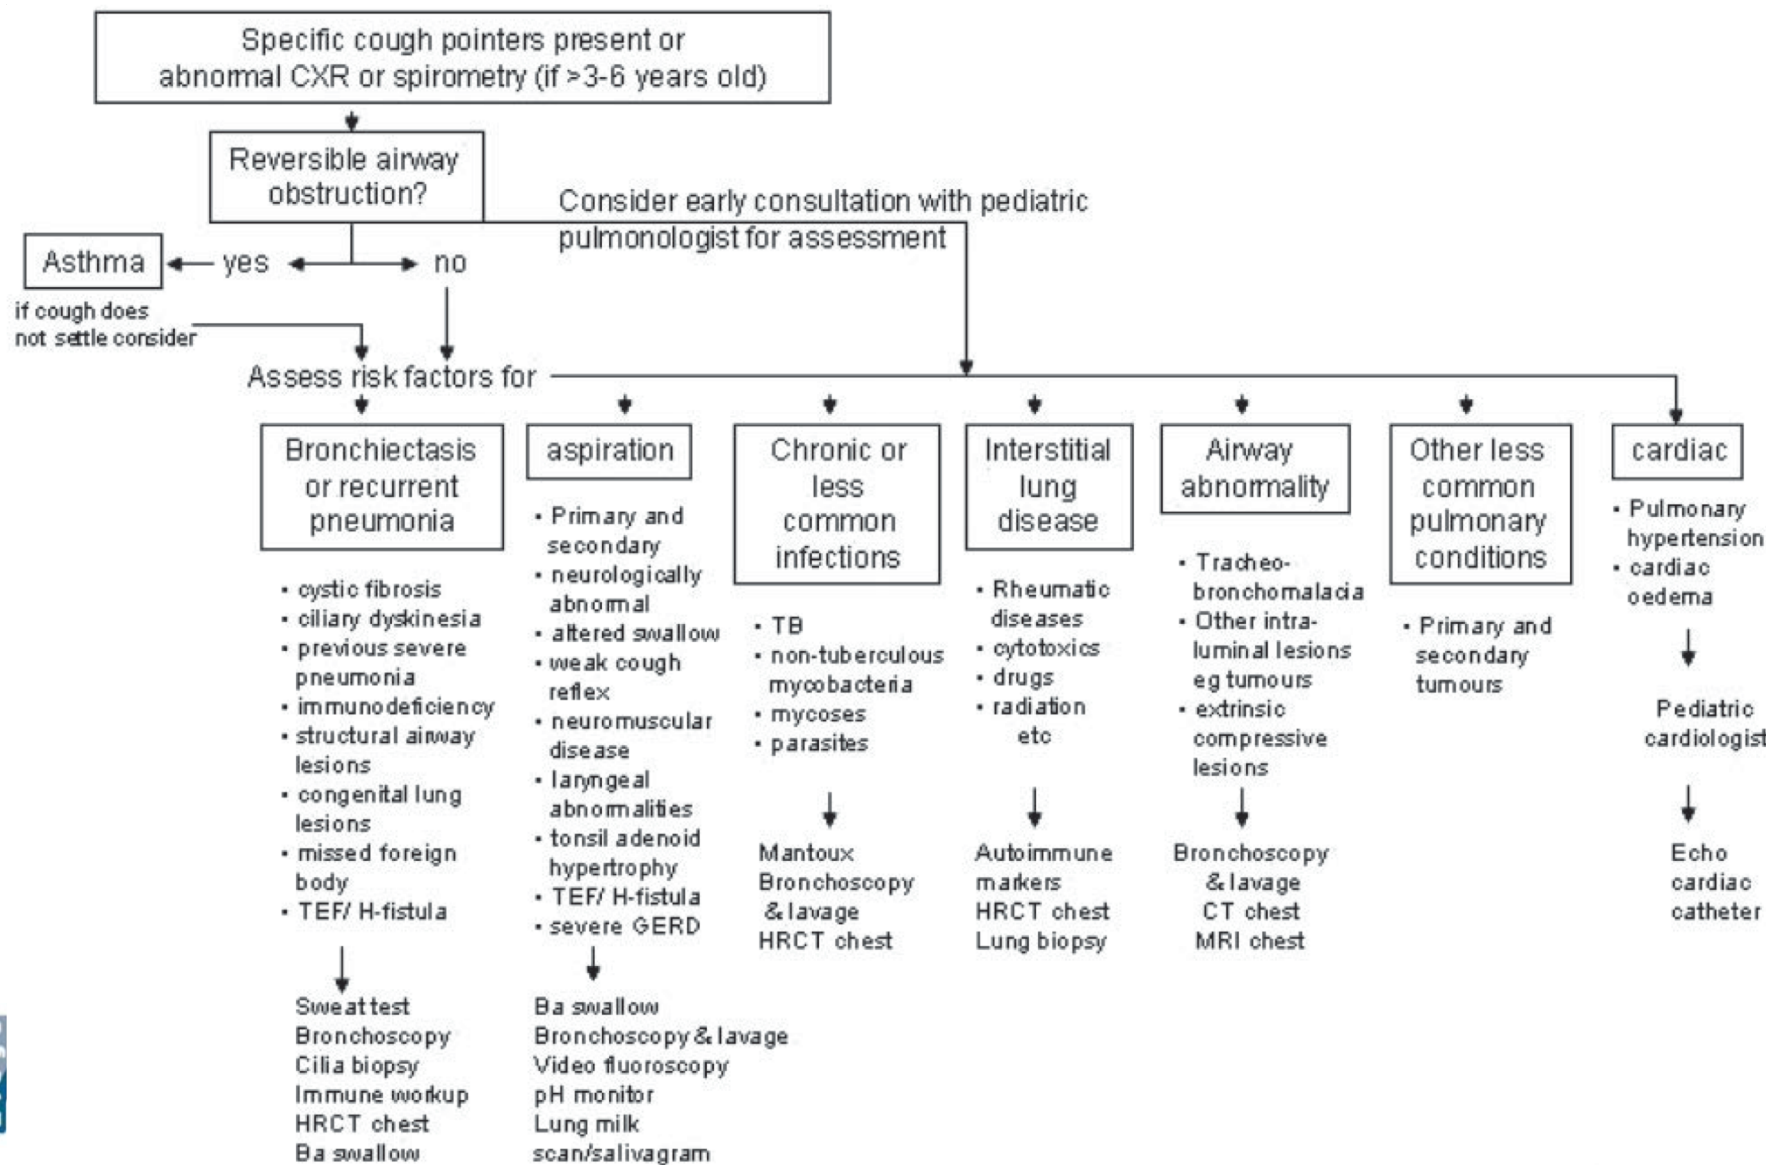 Specific cough pointers present or
abnormal CXR or spirometry (if >3-6 years old)
Reversible airway
obstruction?
Consider early consultation with pediatric
pulmonologist for assessment
Asthma
yes
no
if cough does
not settle consider
Assess risk factors for
Bronchiectasis
or recurrent
pneumonia
• cystic fibrosis
• ciliary dyskinesia
• previous severe
pneumonia
• immunodeficiency
• structural airway
lesions
• congenital lung
lesions
• missed foreign
body
• TEF/ H-fistula
Sweat test
Bronchoscopy
Cilia biopsy
Immune workup
HRCT chest
Ba swallow
aspiration
• Primary and
secondary
• neurologically
abnormal
• altered swallow
• weak cough
reflex
• neuromuscular
disease
• laryngeal
abnormalities
• tonsil adenoid
hypertrophy
• TEF/ H-fistula
• severe GERD
Ba swallow
Bronchoscopy & lavage
Video fluoroscopy
pH monitor
Lung milk
scan/salivagram
Chronic or
less
common
infections
• TB
• non-tuberculous
mycobacteria
• mycoses
• parasites
Mantoux
Bronchoscopy
& lavage
HRCT chest
Interstitial
lung
disease
• Rheumatic
diseases
• cytotoxics
• drugs
• radiation
etc
Autoimmune
markers
HRCT chest
Lung biopsy
Airway
abnormality
• Tracheo-
bronchomalacia
• Other intra-
luminal lesions
eg tumours
• extrinsic
compressive
lesions
Bronchoscopy
& lavage
CT chest
MRI chest
Other less
common
pulmonary
conditions
• Primary and
secondary
tumours
cardiac
• Pulmonary
hypertension
• cardiac
oedema
Pediatric
cardiologist
Echo
cardiac
catheter